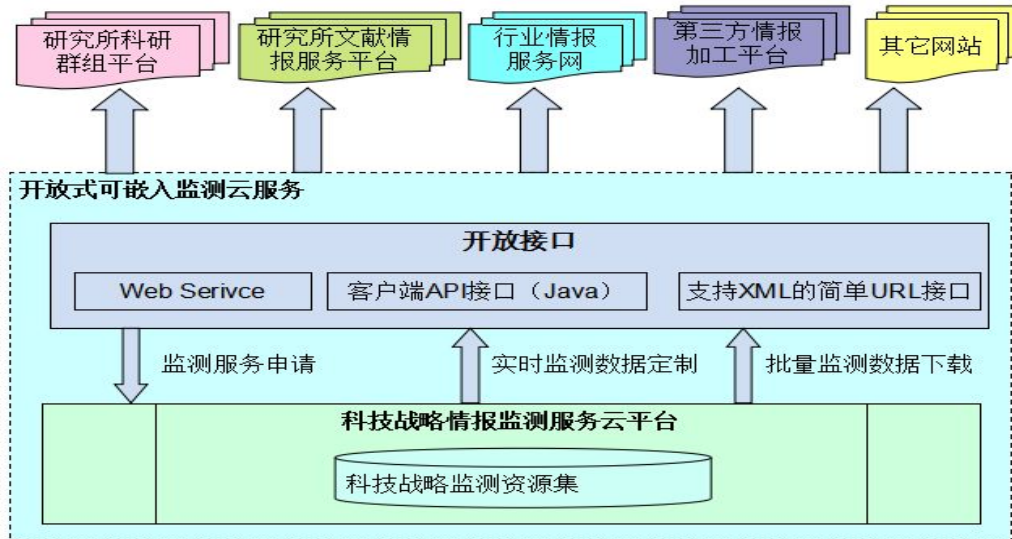 研究所科研
群组平台
研究所文献情
报服务平台
行业情报
服务网
第三方情报
加工平台
其它网站
开放式可嵌入监测云服务
开放接口
Web Serivce
客户端API接口（Java）
支持XML的简单URL接口
监测服务申请
实时监测数据定制
批量监测数据下载
科技战略情报监测服务云平台
科技战略监测资源集